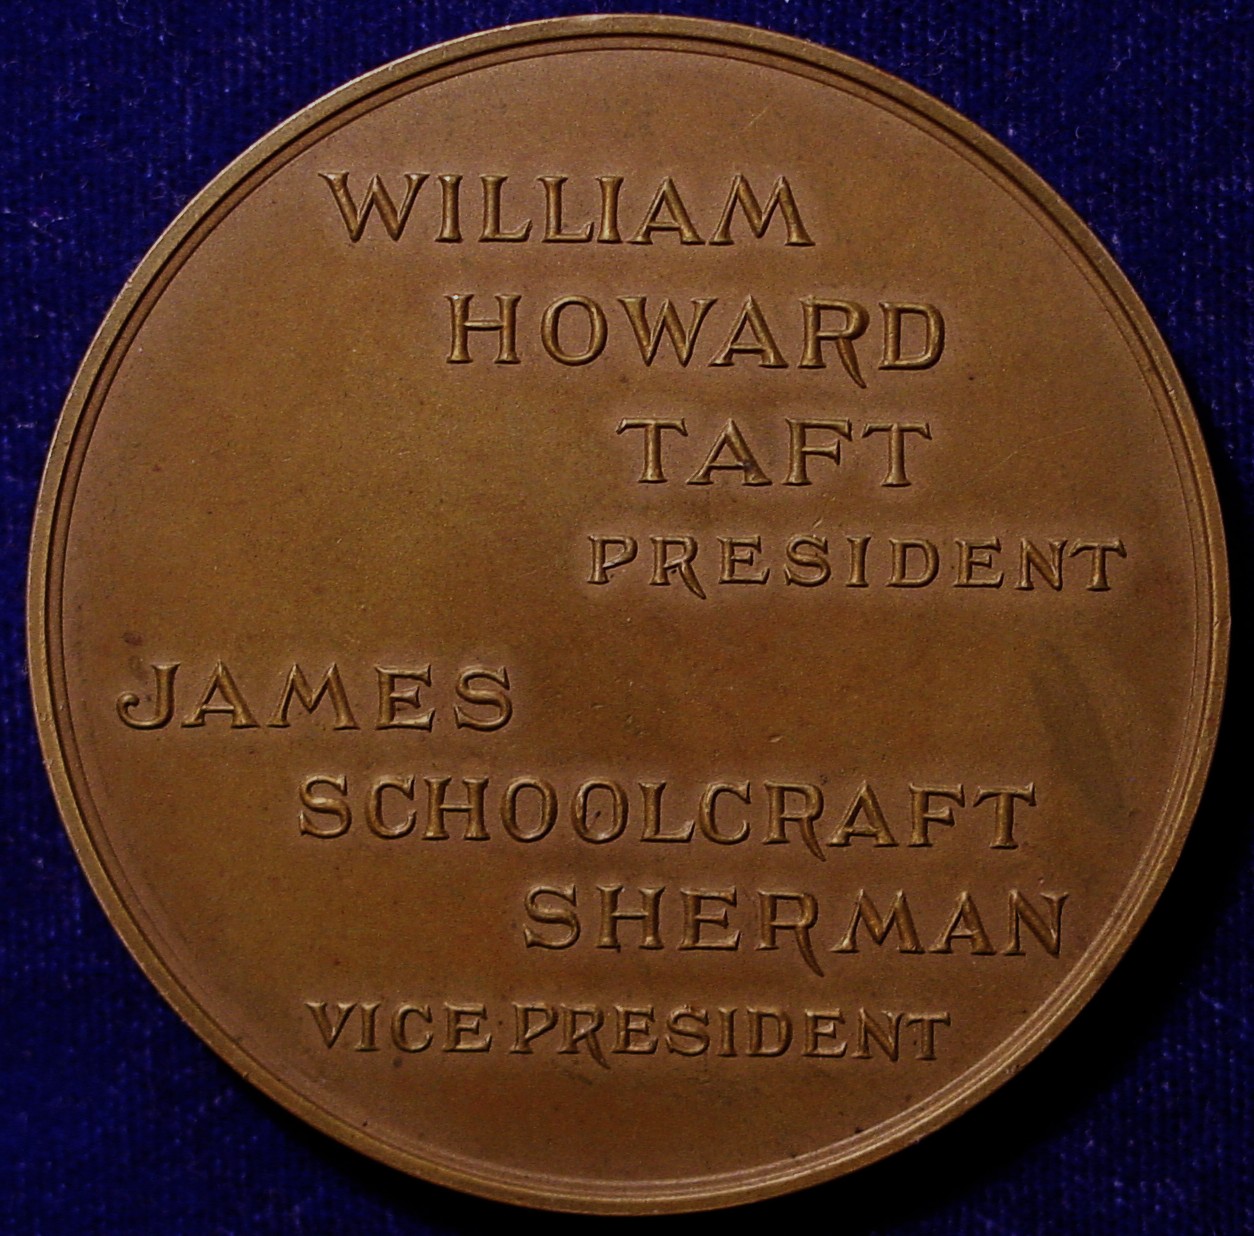 WILLIAM
HOWARD
TAFT
PRESIDENT
JAMES
SCHOOLCRAFT
SHERMAN
VICE PRESIDENT